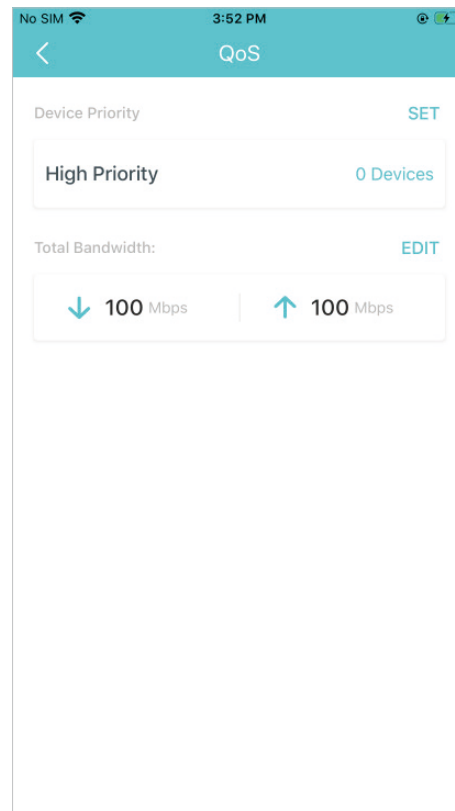 No SIM 3:52 PM
QoS
Device Priority SET
High Priority 0 Devices
Total Bandwidth: EDIT
100 Mbps 100 Mbps